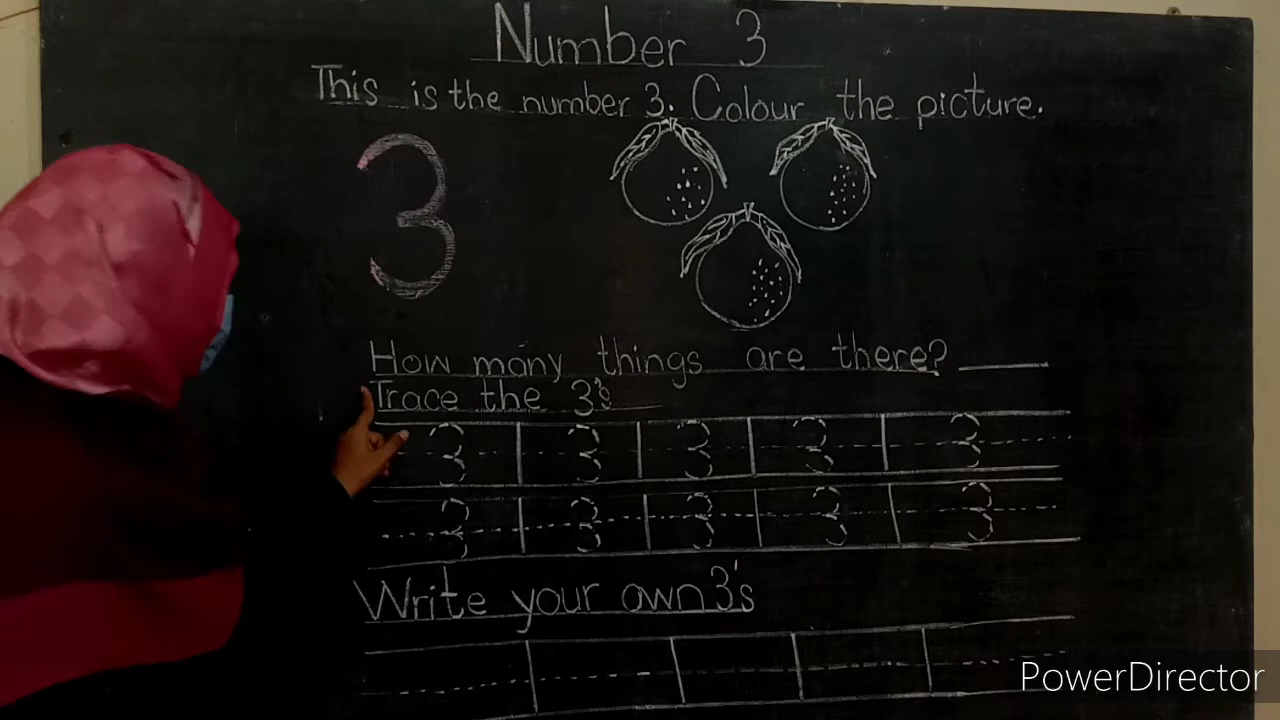 Number 3
This is the number 3. Colour the picture.
3
How many things are there?
Trace the 3's
3 3 3 3 3
3 3 3 3 3
Write your own 3's
PowerDirector